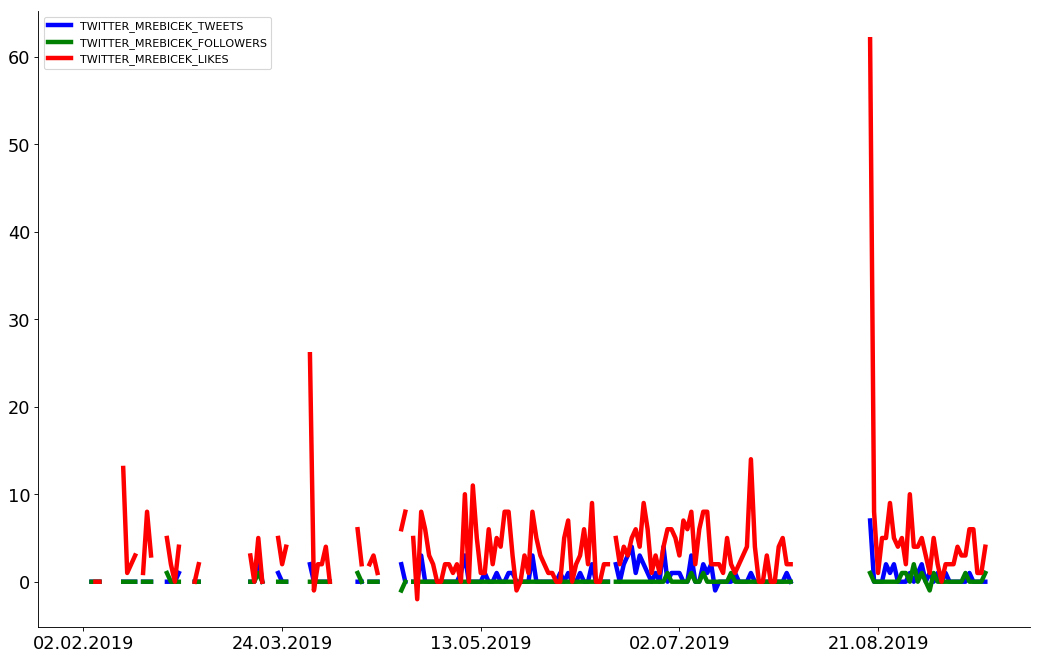 TWITTER_MREBICEK_TWEETS
TWITTER_MREBICEK_FOLLOWERS
TWITTER_MREBICEK_LIKES
60
50
40
30
20
10
0
02.02.2019 24.03.2019 13.05.2019 02.07.2019 21.08.2019